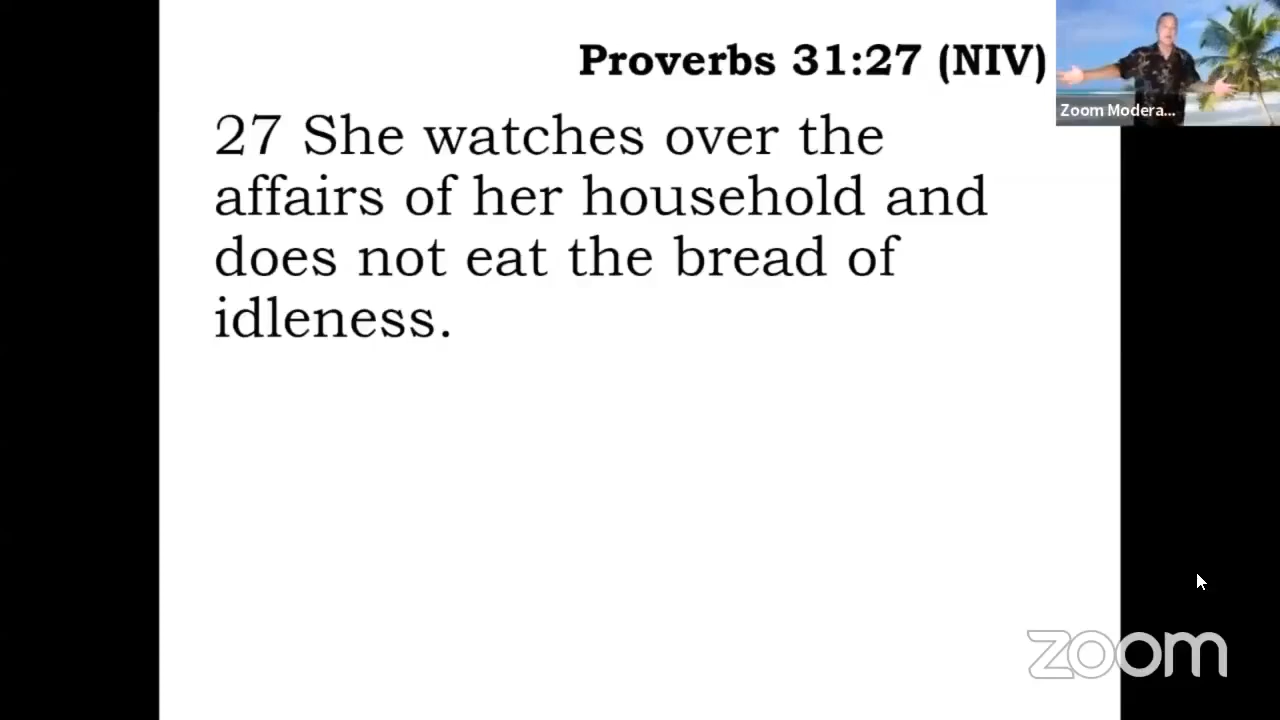 Proverbs 31:27 (NIV)
27 She watches over the
affairs of her household and
does not eat the bread of
idleness.
Zoom Modera...
zoom